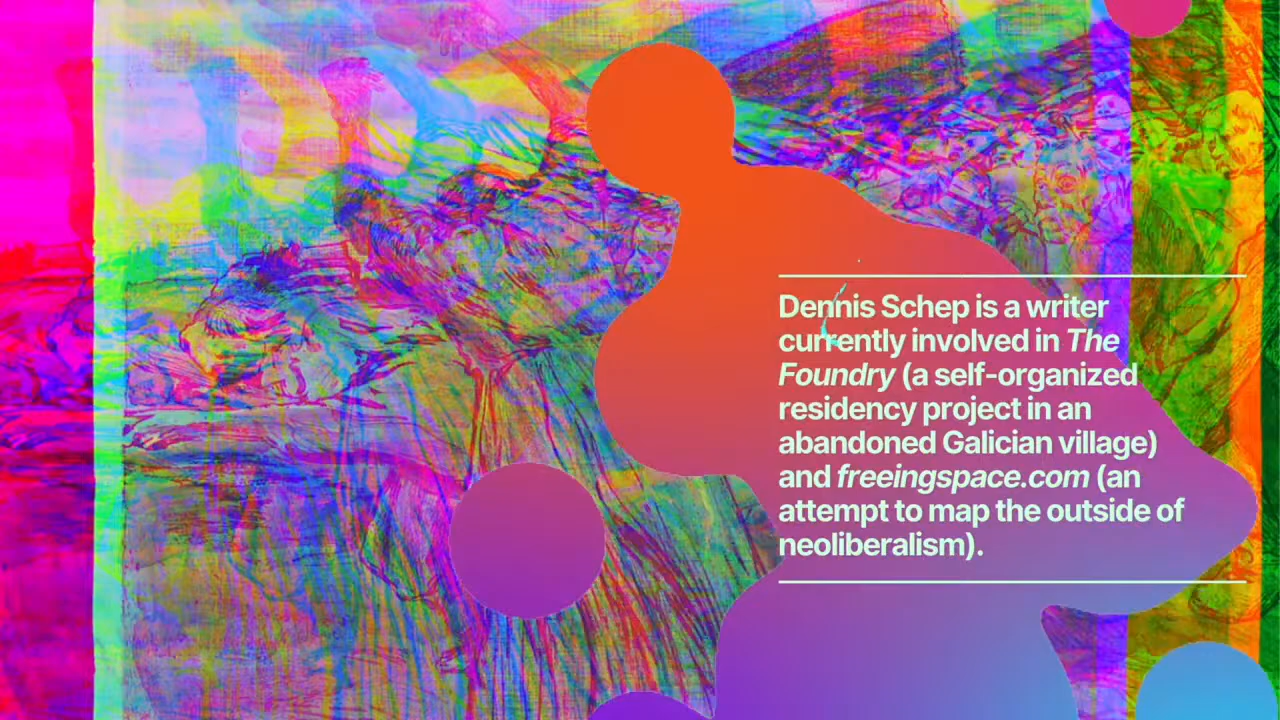 Dennis Schep is a writer
currently involved in The
Foundry (a self-organized
residency project in an
abandoned Galician village)
and freeingspace.com (an
attempt to map the outside of
neoliberalism).